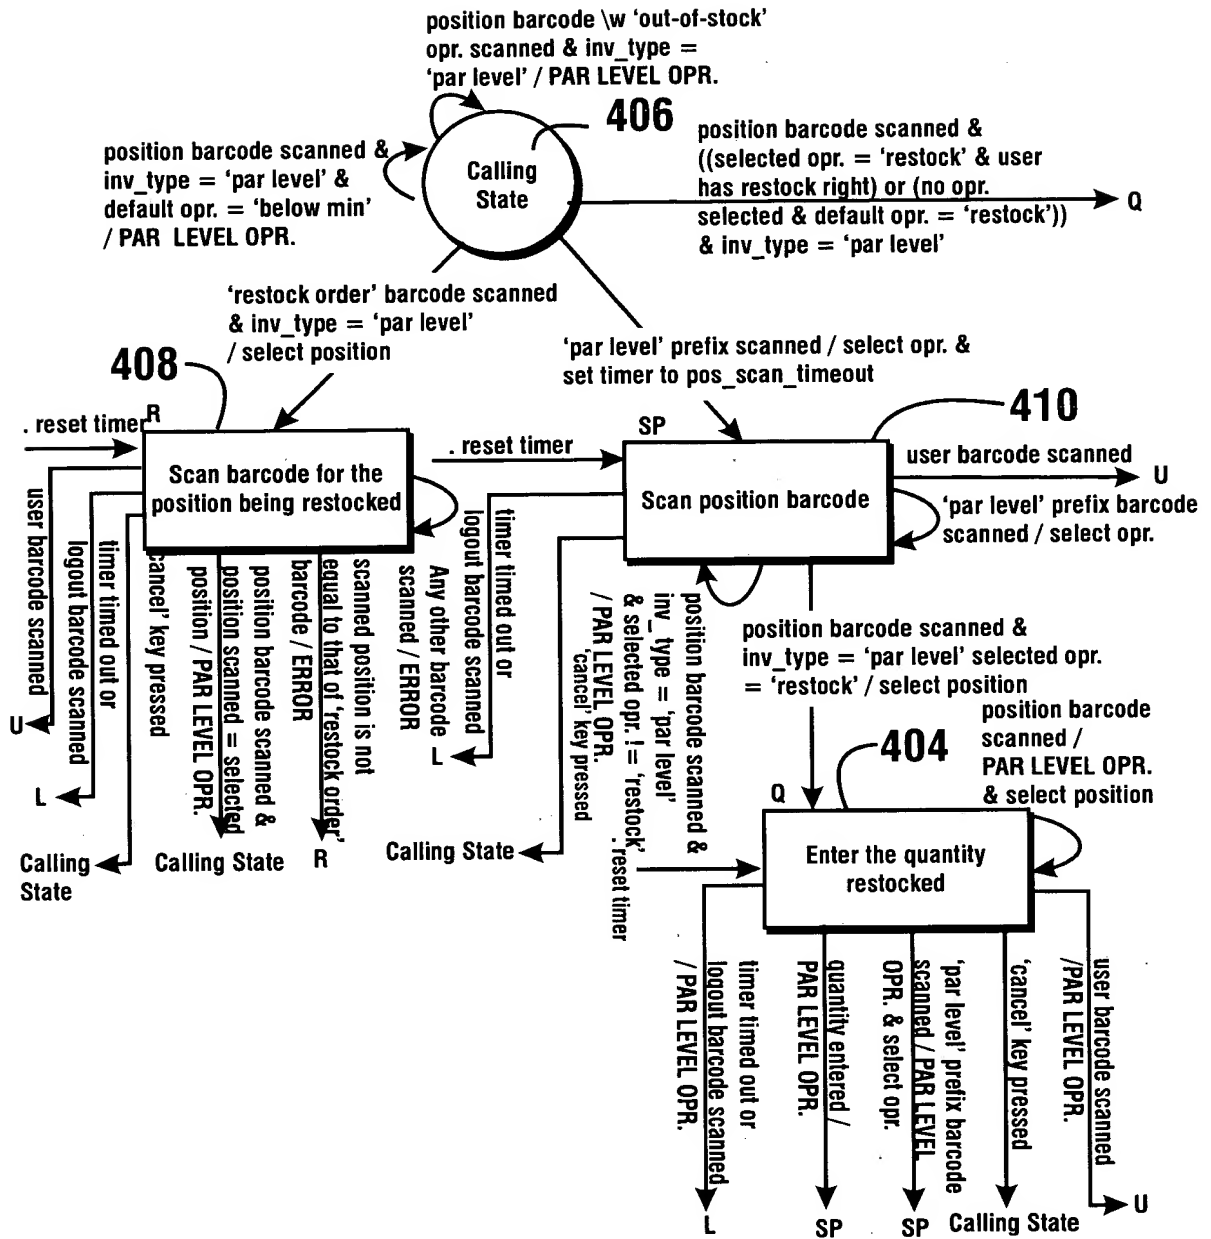 position barcode \w ‘out-of-stock’
opr. scanned & inv_type =
‘par level’ / PAR LEVEL OPR.
406
position barcode scanned &
inv_type = ‘par level’ &
default opr. = ‘below min’
/ PAR LEVEL OPR.
Calling
State
position barcode scanned &
((selected opr. = ‘restock’ & user
has restock right) or (no opr.
selected & default opr. = ‘restock’))
& inv_type = ‘par level’
Q
‘restock order’ barcode scanned
& inv_type = ‘par level’
/ select position
‘par level’ prefix scanned / select opr. &
set timer to pos_scan_timeout
408
R
. reset timer
Scan barcode for the
position being restocked
410
SP
. reset timer
Scan position barcode
user barcode scanned
U
‘par level’ prefix barcode
scanned / select opr.
user barcode scanned
U
timer timed out or
logout barcode scanned
L
cancel’ key pressed
Calling
State
position barcode scanned &
position scanned = selected
position / PAR LEVEL OPR.
Calling State
scanned position is not
equal to that of ‘restock order’
barcode / ERROR
R
Any other barcode
scanned / ERROR
timer timed out or
logout barcode scanned
L
‘cancel’ key pressed
Calling State
position barcode scanned &
inv_ type = ‘par level’
& selected opr. != ‘restock’
/ PAR LEVEL OPR.
position barcode scanned &
inv_type = ‘par level’ selected opr.
= ‘restock’ / select position
404
position barcode
scanned /
PAR LEVEL OPR.
& select position
Q
. reset timer
Enter the quantity
restocked
timer timed out or
logout barcode scanned
/ PAR LEVEL OPR.
L
quantity entered /
PAR LEVEL OPR.
SP
‘par level’ prefix barcode
scanned / PAR LEVEL
OPR. & select opr.
SP
‘cancel’ key pressed
Calling State
user barcode scanned
/PAR LEVEL OPR.
U